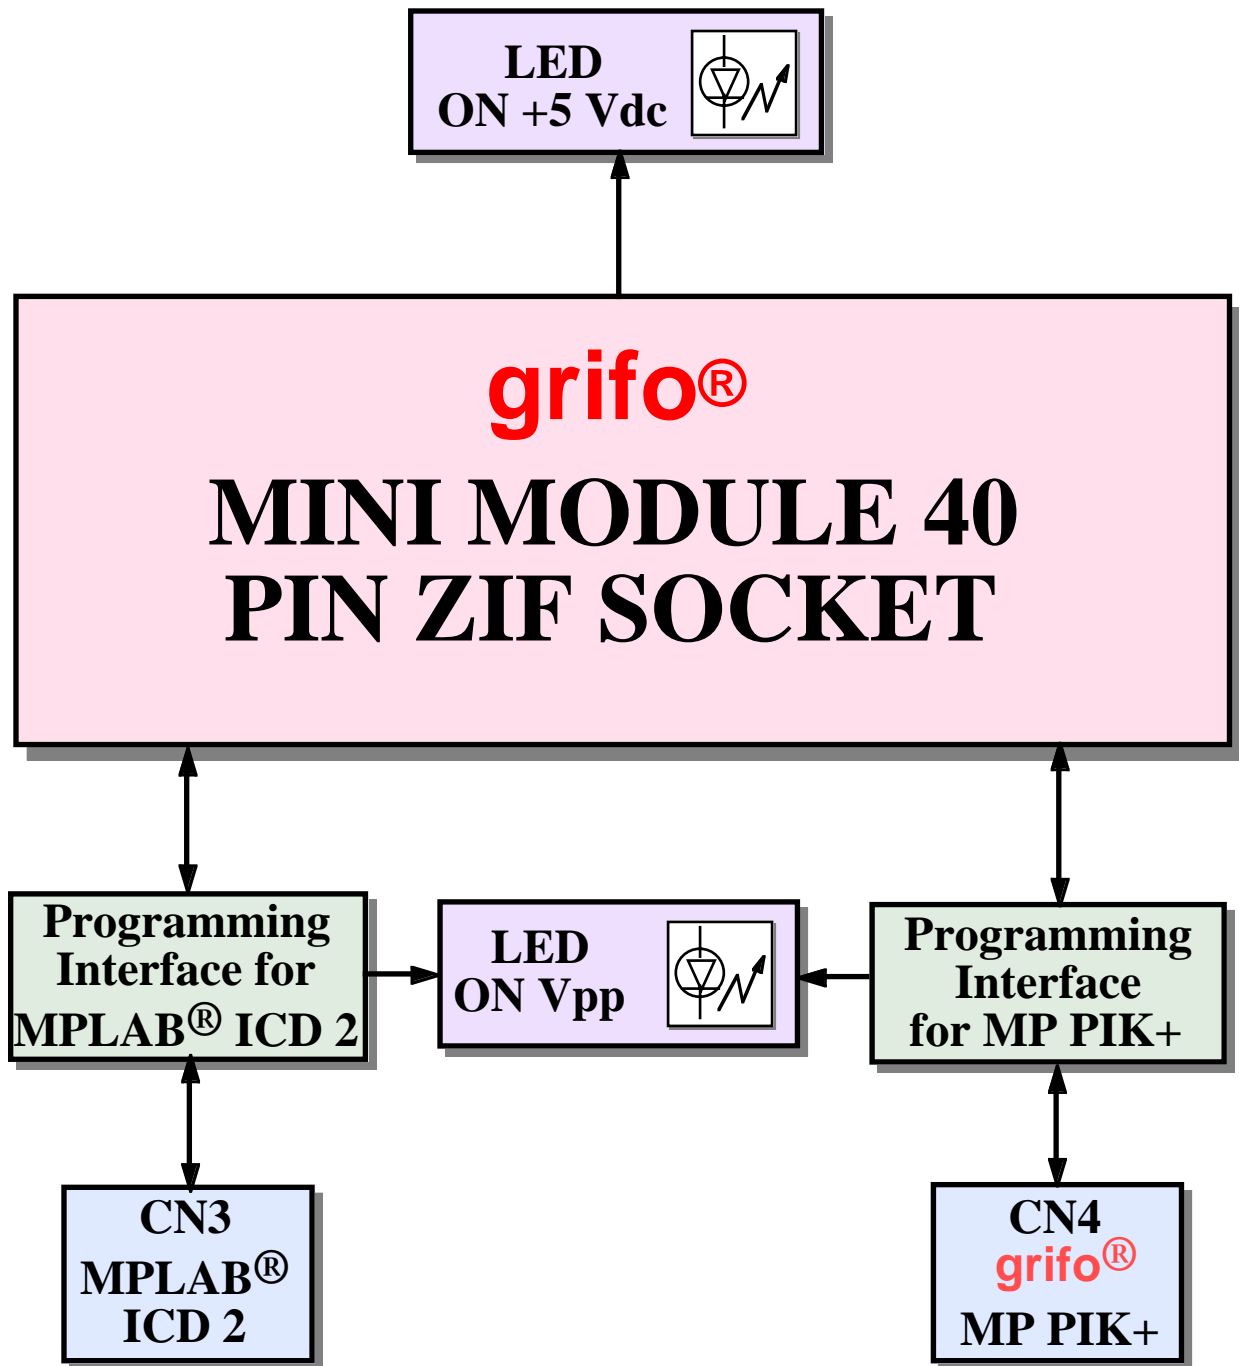 LED
ON +5 Vdc
grifo®
MINI MODULE 40
PIN ZIF SOCKET
Programming
Interface for
MPLAB® ICD 2
LED
ON Vpp
Programming
Interface
for MP PIK+
CN3
MPLAB®
ICD 2
CN4
grifo®
MP PIK+